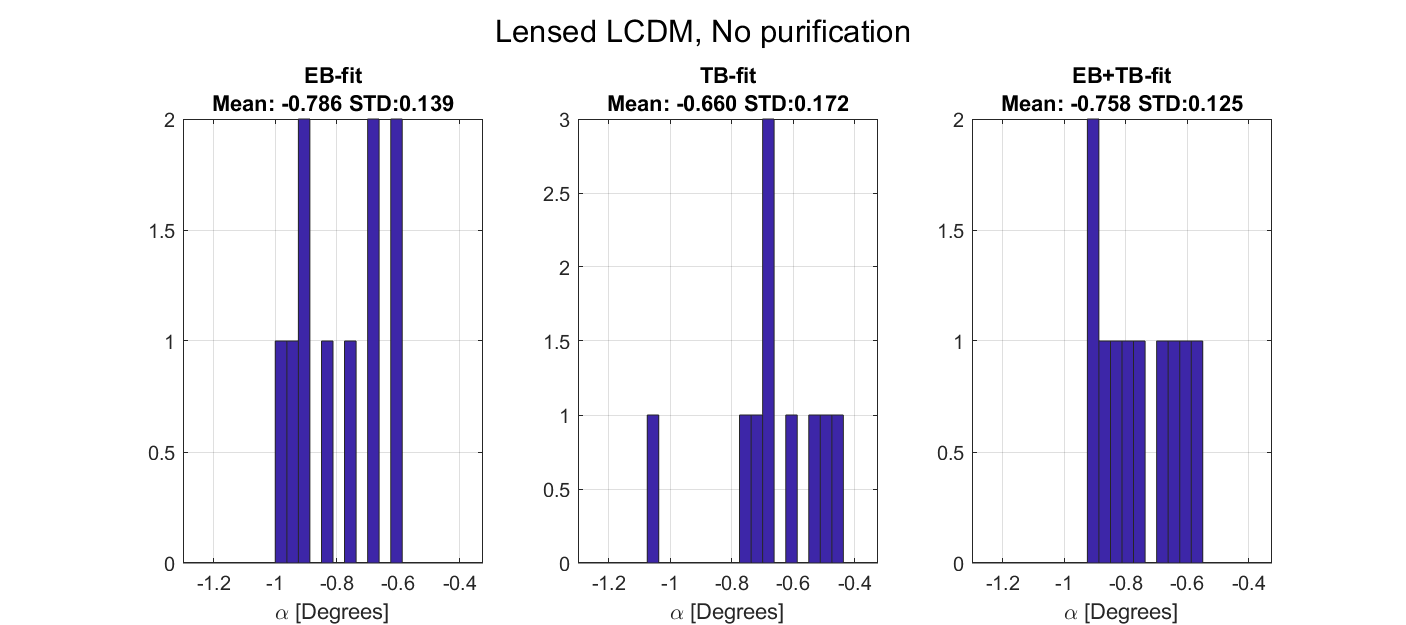 Lensed LCDM, No purification
EB-fit
Mean: -0.786 STD:0.139
2
1.5
1
0.5
0
-1.2 -1 -0.8 -0.6 -0.4
α [Degrees]
TB-fit
Mean: -0.660 STD:0.172
3
2.5
2
1.5
1
0.5
0
-1.2 -1 -0.8 -0.6 -0.4
α [Degrees]
EB+TB-fit
Mean: -0.758 STD:0.125
2
1.5
1
0.5
0
-1.2 -1 -0.8 -0.6 -0.4
α [Degrees]